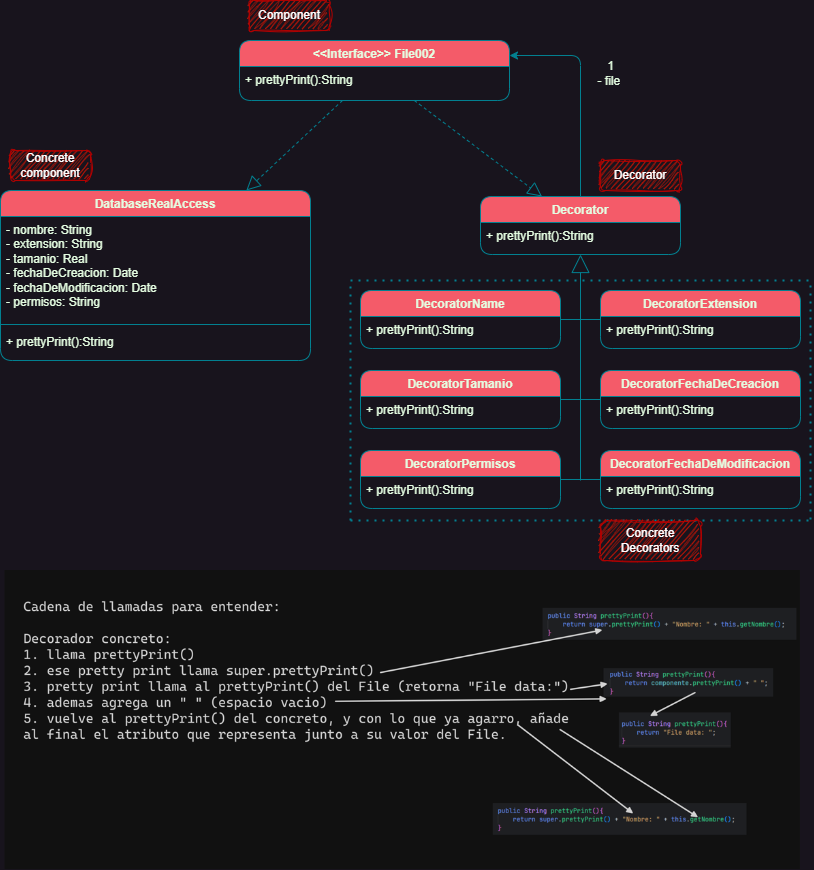 Component
<<Interface>> File002
+ prettyPrint():String
1
- file
Concrete
component
DatabaseRealAccess
- nombre: String
- extension: String
- tamanio: Real
- fechaDeCreacion: Date
- fechaDeModificacion: Date
- permisos: String
+ prettyPrint():String
Decorator
Decorator
+ prettyPrint():String
DecoratorName
+ prettyPrint():String
DecoratorExtension
+ prettyPrint():String
DecoratorTamanio
+ prettyPrint():String
DecoratorFechaDeCreacion
+ prettyPrint():String
DecoratorPermisos
+ prettyPrint():String
DecoratorFechaDeModificacion
+ prettyPrint():String
Concrete
Decorators
Cadena de llamadas para entender:
Decorador concreto:
1. llama prettyPrint()
2. ese pretty print llama super.prettyPrint()
3. pretty print llama al prettyPrint() del File (retorna "File data:")
4. ademas agrega un " " (espacio vacio)
5. vuelve al prettyPrint() del concreto, y con lo que ya agarro, añde
al final el atributo que representa junto a su valor del File.
public String prettyPrint(){
return super.prettyPrint() + "Nombre: " + this.getNombre();
}
public String prettyPrint(){
return componente.prettyPrint() + " ";
}
public String prettyPrint(){
return "File data: ";
}
public String prettyPrint(){
return super.prettyPrint() + "Nombre: " + this.getNombre();
}